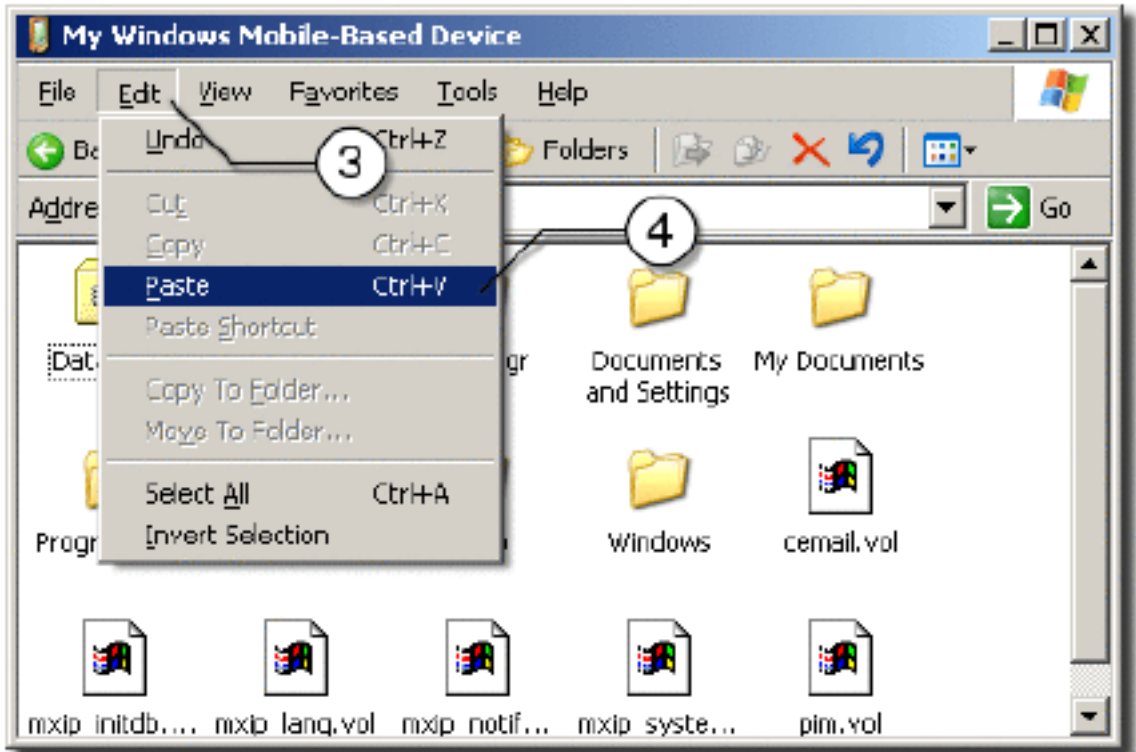 My Windows Mobile-Based Device
File Edit View Favorites Tools Help
Undo Ctrl+Z
3
Folders
Cut Ctrl+X
Go
Copy Ctrl+C
4
Paste Ctrl+V
Paste Shortcut
Documents and Settings
My Documents
Copy To Folder...
Move To Folder...
Select All Ctrl+A
Invert Selection
Windows cemail.vol
mxip_initdb.... mxip_lang.vol mxip_notif... mxip_syste... pim.vol